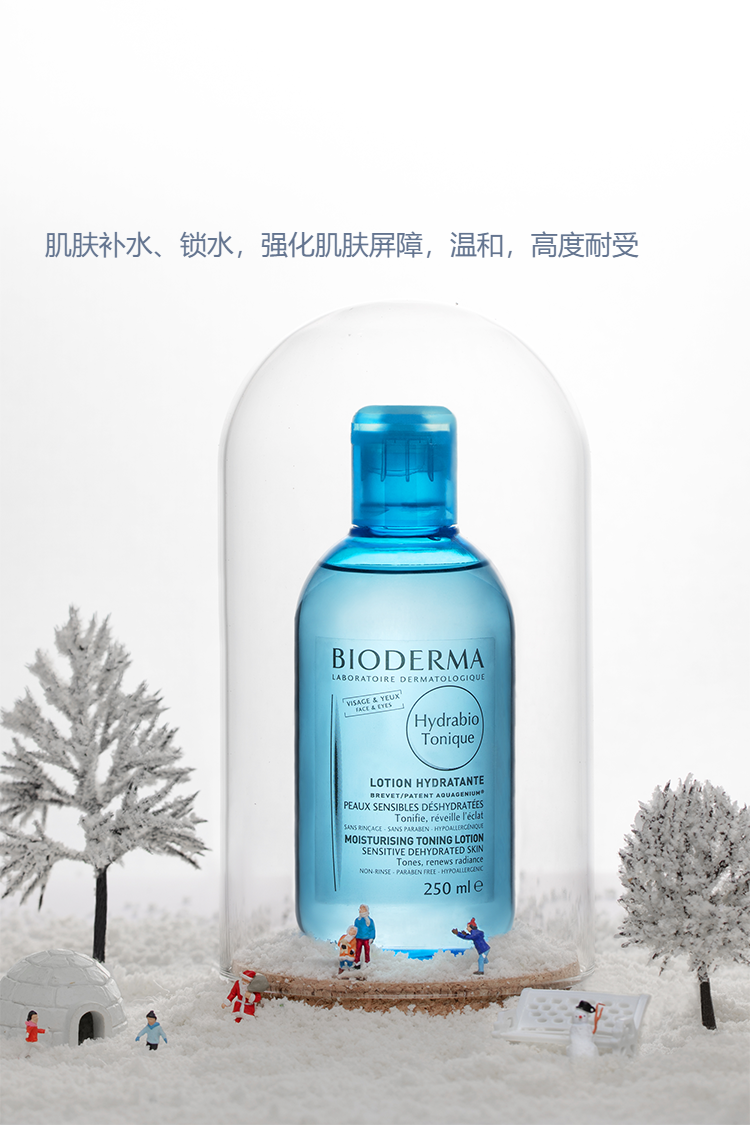 肌肤补水、锁水，强化肌肤屏障，温和，高度耐受
BIODERMA
LABORATOIRE DERMATOLOGIQUE
VISAGE & YEUX
FACE & EYES
Hydrabio
Tonique
LOTION HYDRATANTE
BREVET/PATENT AQUAGENIUM®
PEAUX SENSIBLES DÉSHYDRATÉES
Tonifie, réveille l'éclat
SANS RINÇAGE - SANS PARABEN - HYPOALLERGÉNIQUE
MOISTURISING TONING LOTION
SENSITIVE DEHYDRATED SKIN
Tones, renews radiance
NON-RINSE - PARABEN FREE - HYPOALLERGENIC
250 ml ℮